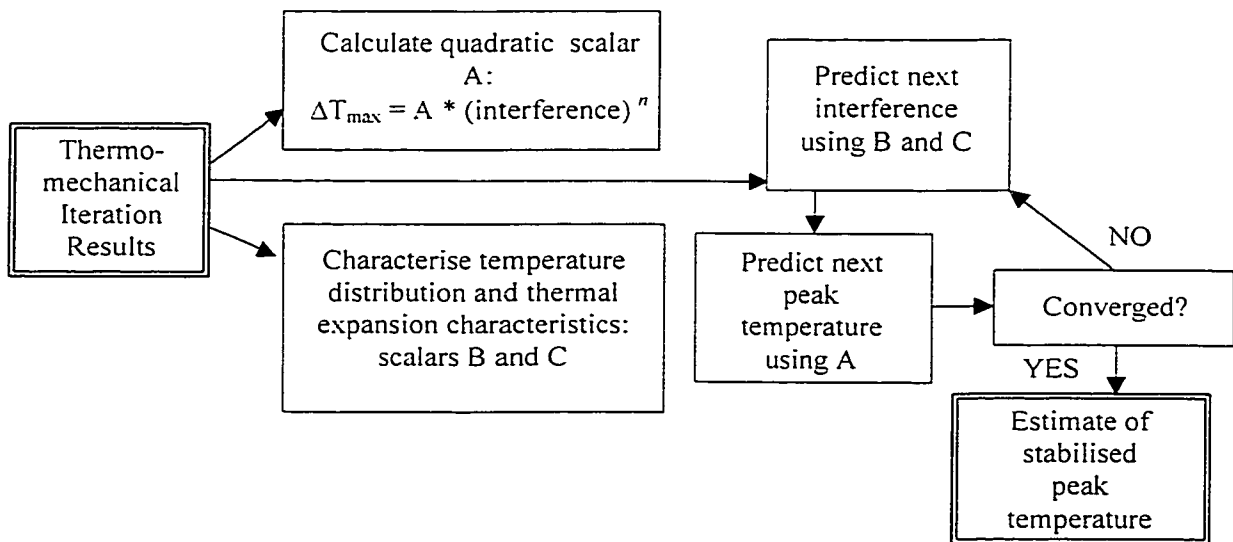 Thermo-
mechanical
Iteration
Results
Calculate quadratic scalar
A:
ΔTmax = A * (interference) n
Characterise temperature
distribution and thermal
expansion characteristics:
scalars B and C
Predict next
interference
using B and C
Predict next
peak
temperature
using A
NO
Converged?
YES
Estimate of
stabilised
peak
temperature